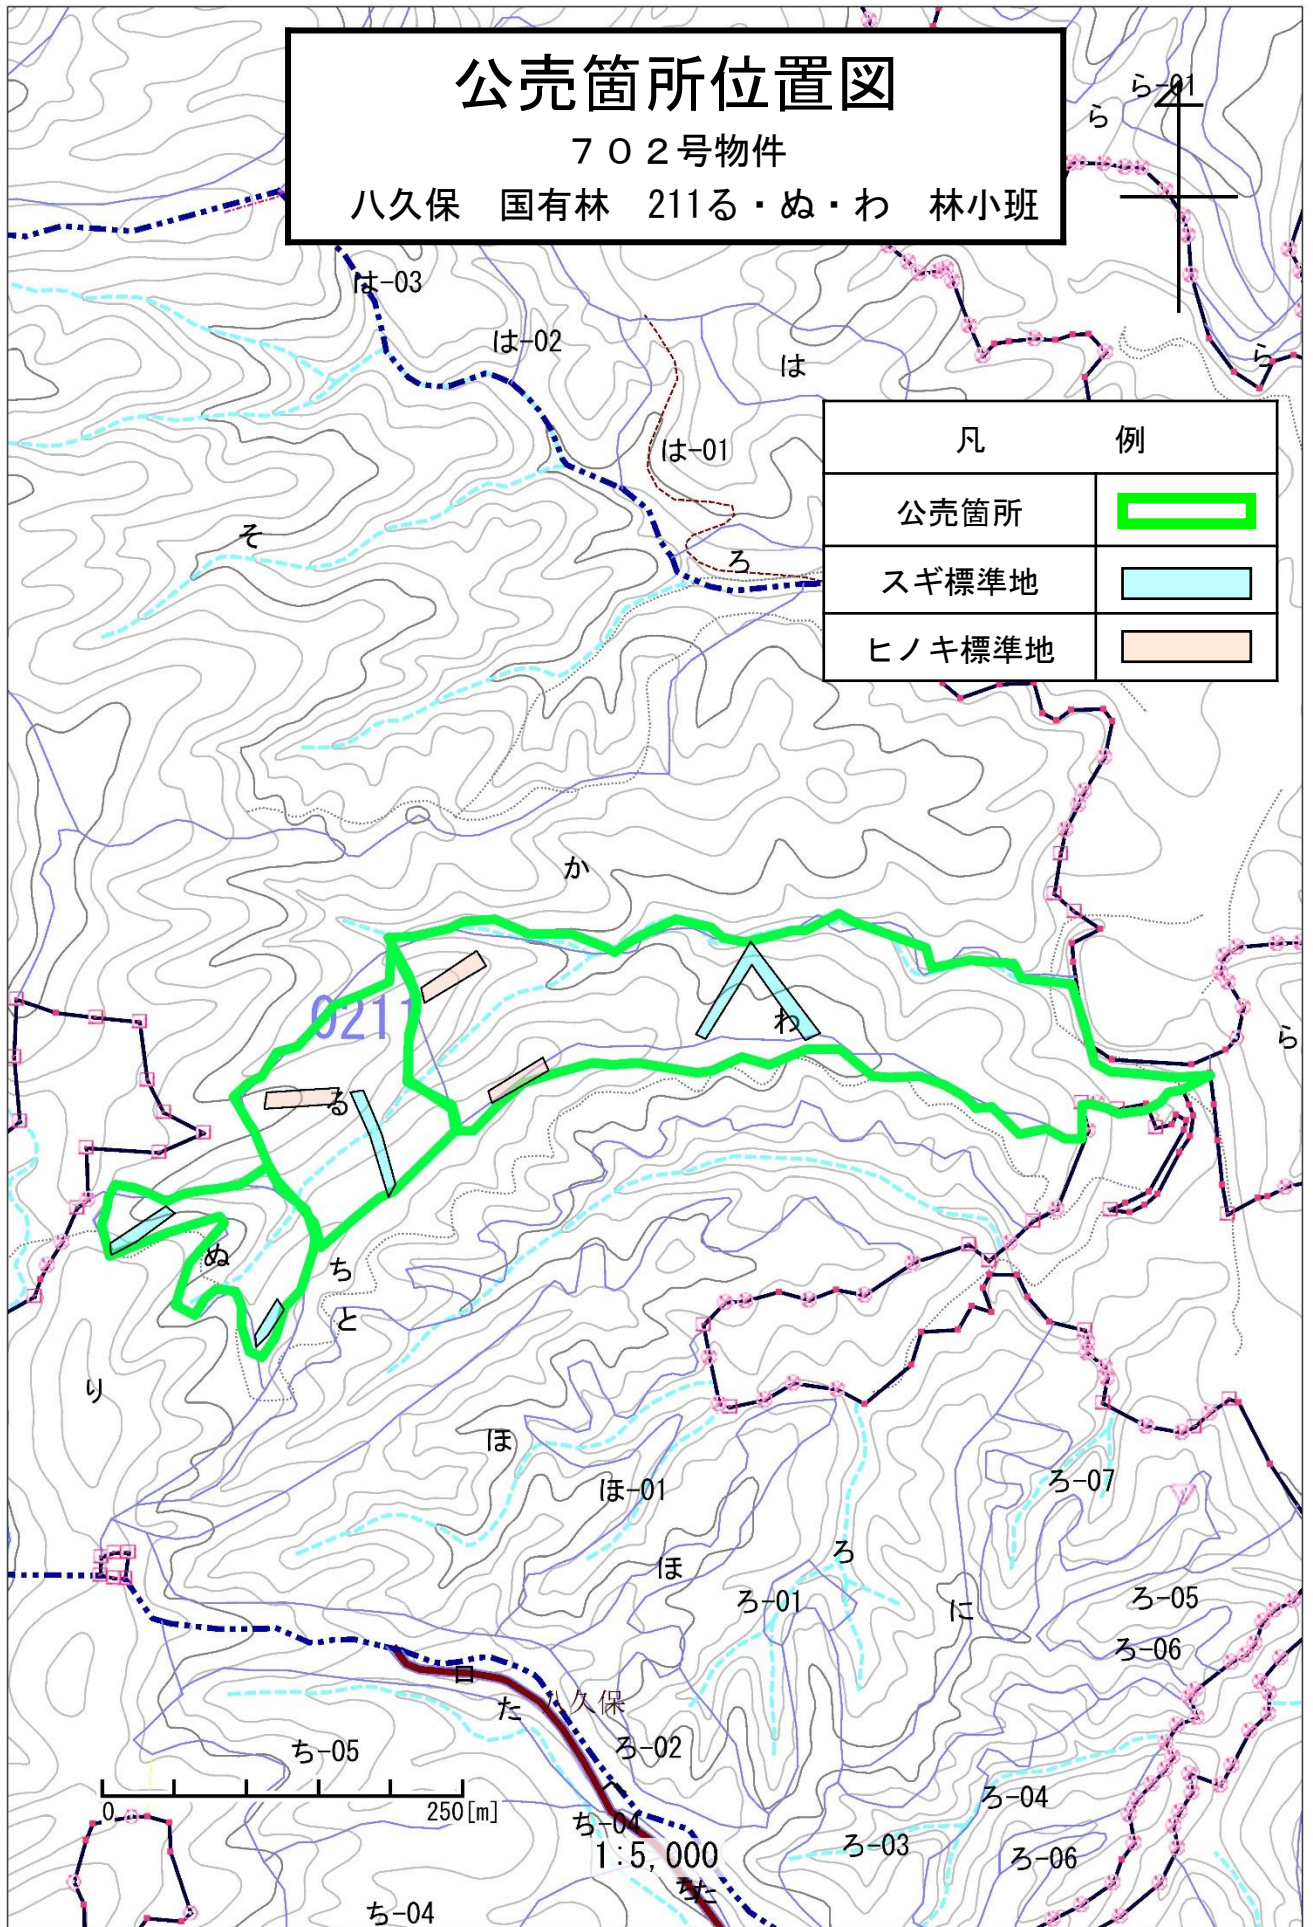 公売箇所位置図
７０２号物件
八久保　国有林　211る・ぬ・わ　林小班
ら-01
ら
は-03
は-02
は
ら
凡　例
は-01
公売箇所
そ
ろ
スギ標準地
ヒノキ標準地
か
0211
わ
ら
る
ぬ
ち
と
り
ほ
ほ-01
ろ-07
ろ
ほ
ろ-01
に
ろ-05
ろ-06
ロ
た
八久保
ろ-02
ち-05
ろ-04
0
250[m]
ち-04
ろ-03
1:5,000
ろ-06
た
ち-04